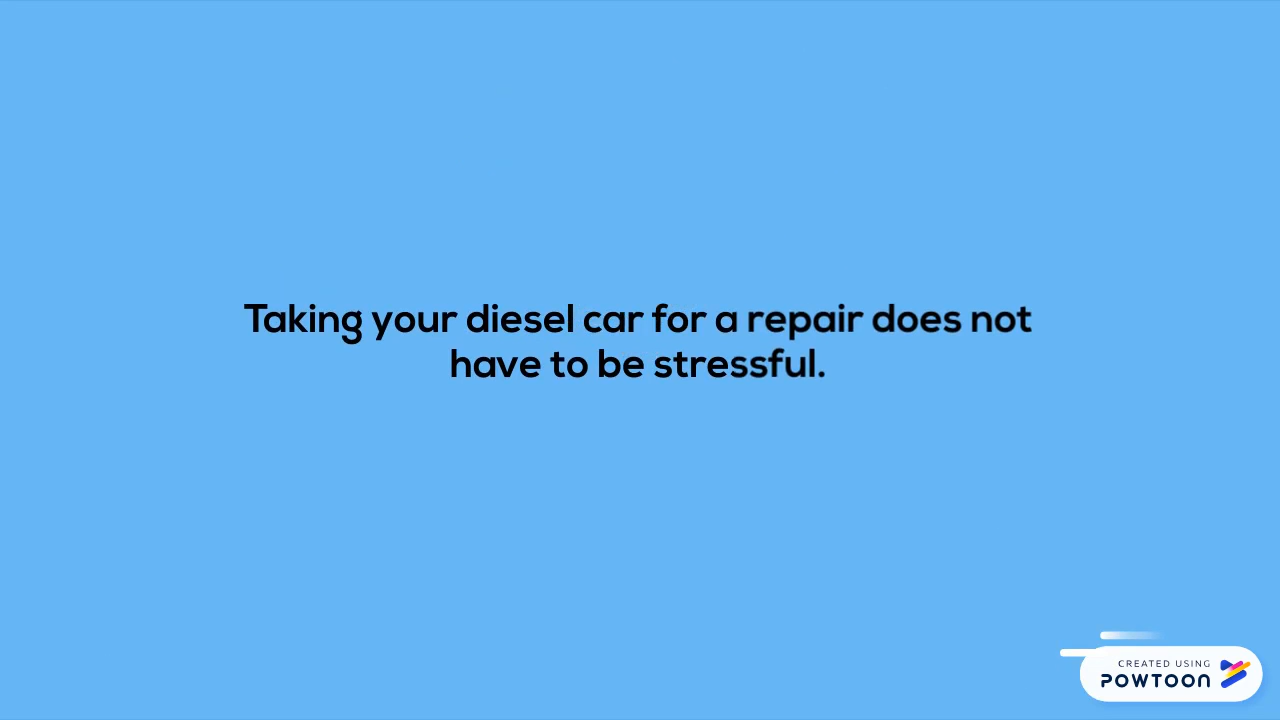 Taking your diesel car for a repair does not
have to be stressful.
CREATED USING
POWTOON